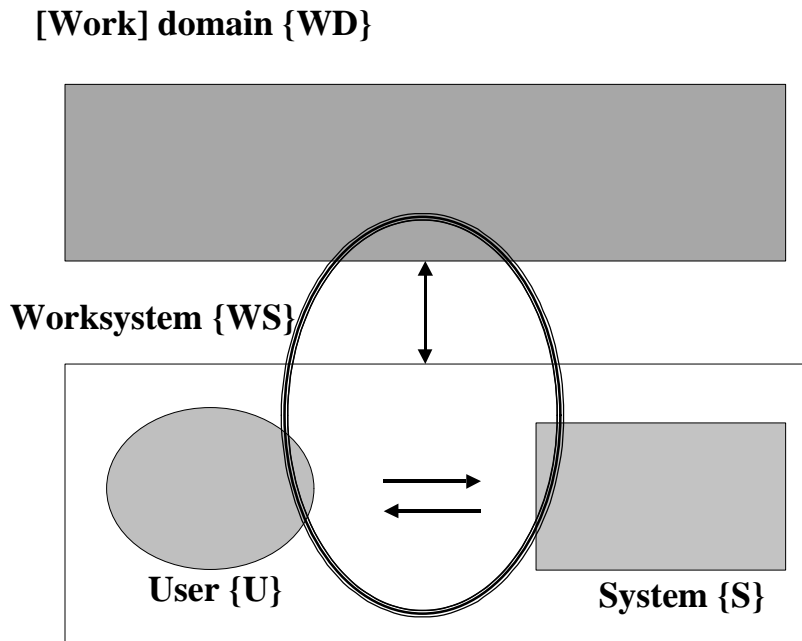 [Work] domain {WD}
Worksystem {WS}
User {U}
System {S}